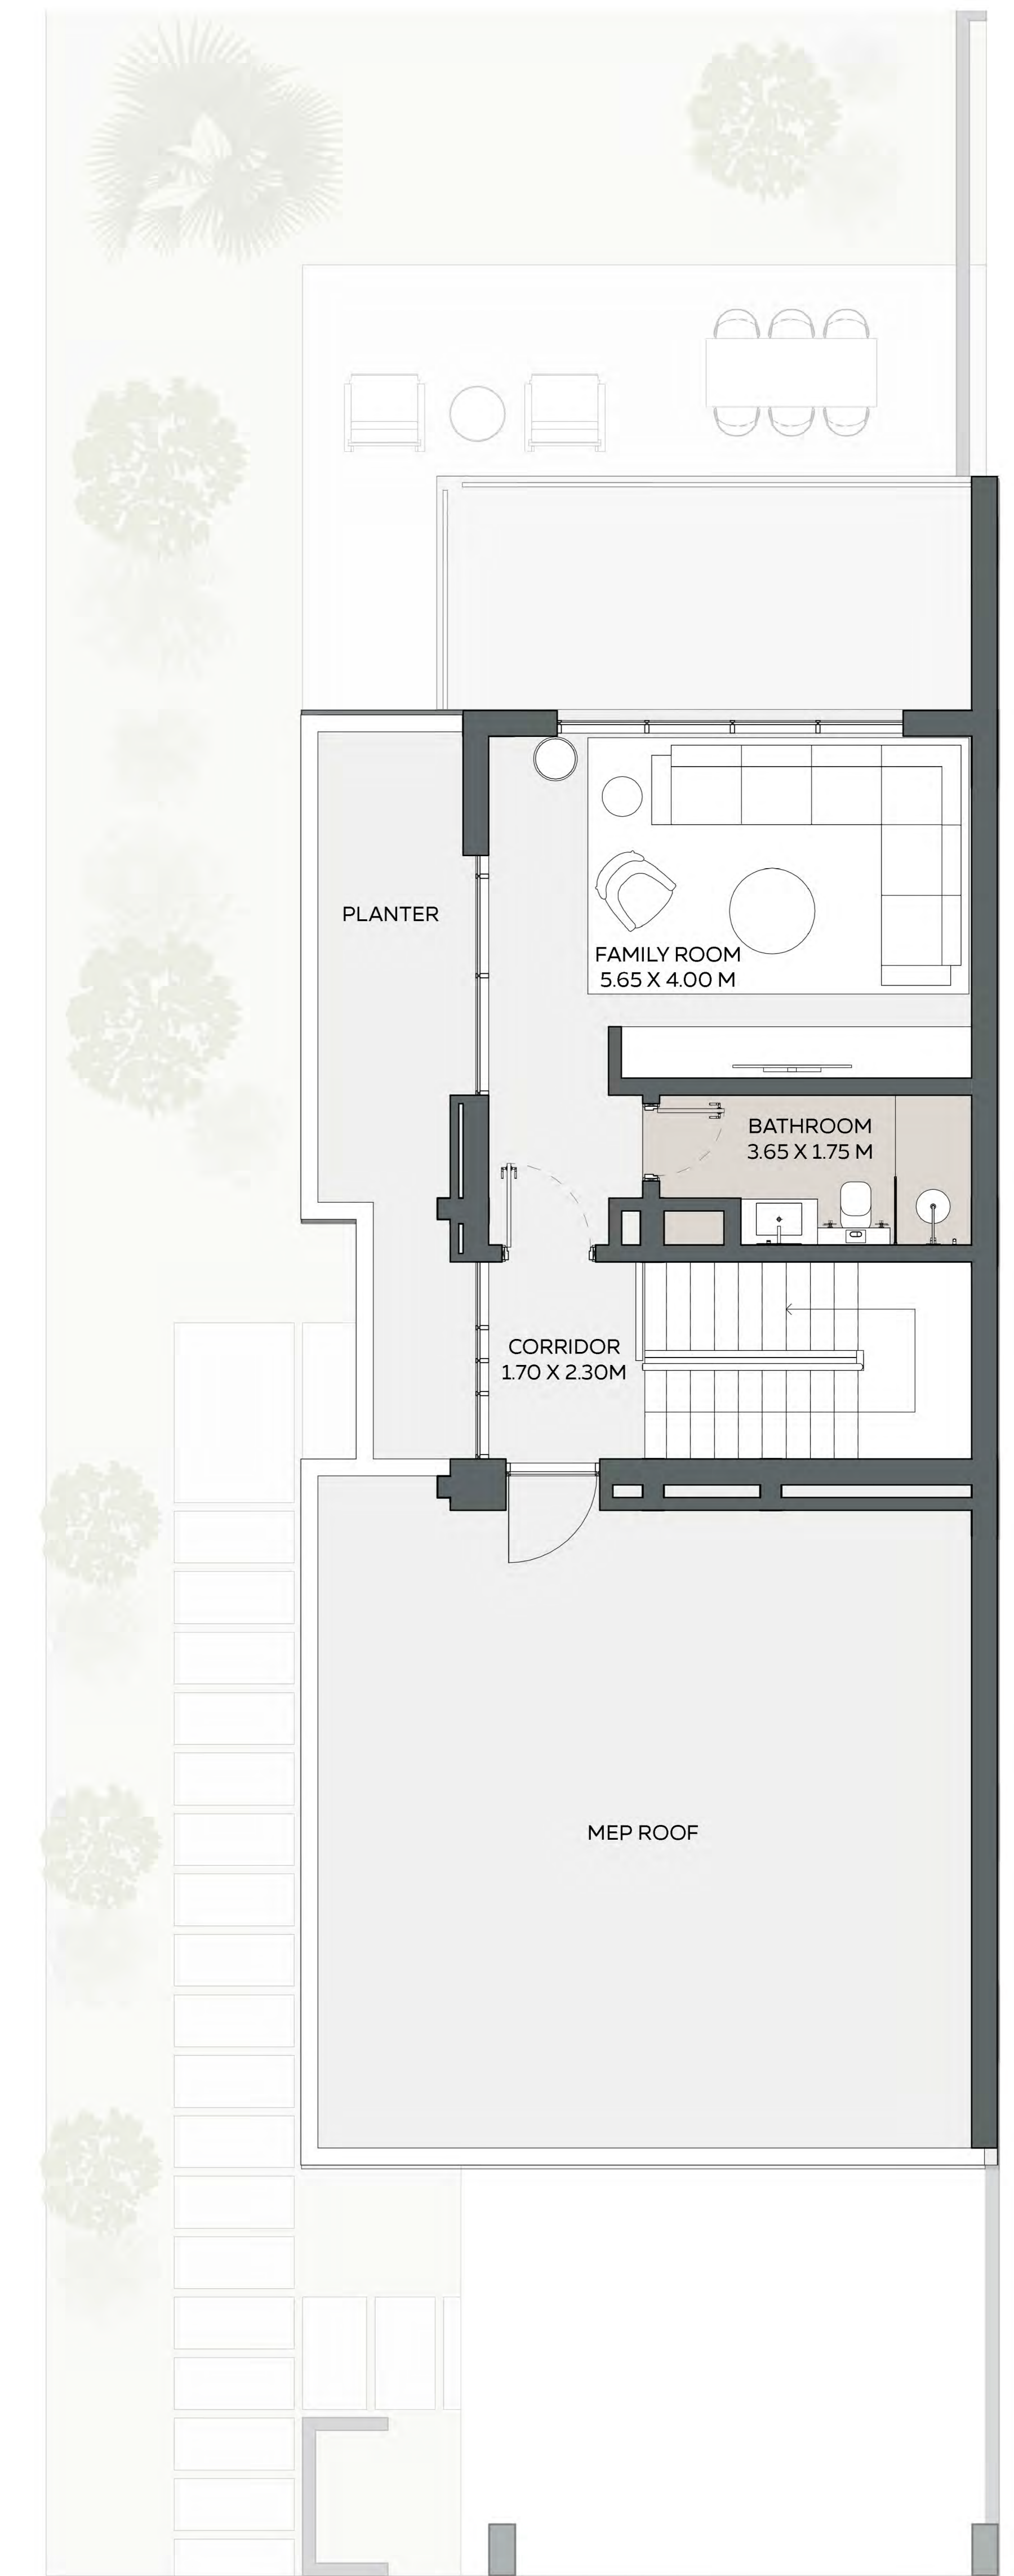 PLANTER
FAMILY ROOM
5.65 X 4.00 M
BATHROOM
3.65 X 1.75 M
CORRIDOR
1.70 X 2.30M
MEP ROOF